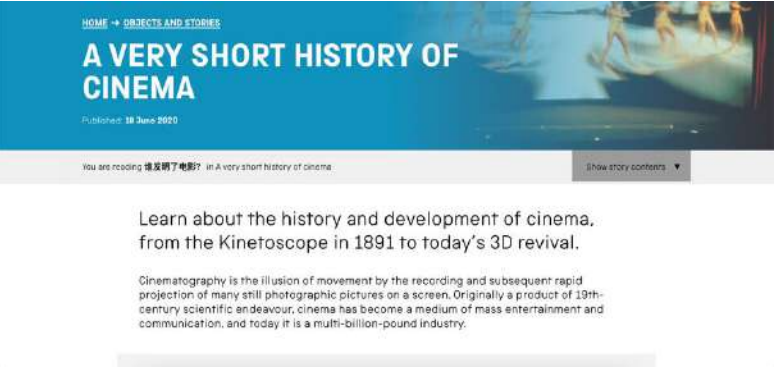 HOME → OBJECTS AND STORIES
A VERY SHORT HISTORY OF
CINEMA
Published: 18 June 2020
You are reading 谁发明了电影? in A very short history of cinema
Show story contents ▼
Learn about the history and development of cinema,
from the Kinetoscope in 1891 to today's 3D revival.
Cinematography is the illusion of movement by the recording and subsequent rapid
projection of many still photographic pictures on a screen. Originally a product of 19th-
century scientific endeavour, cinema has become a medium of mass entertainment and
communication, and today it is a multi-billion-pound industry.